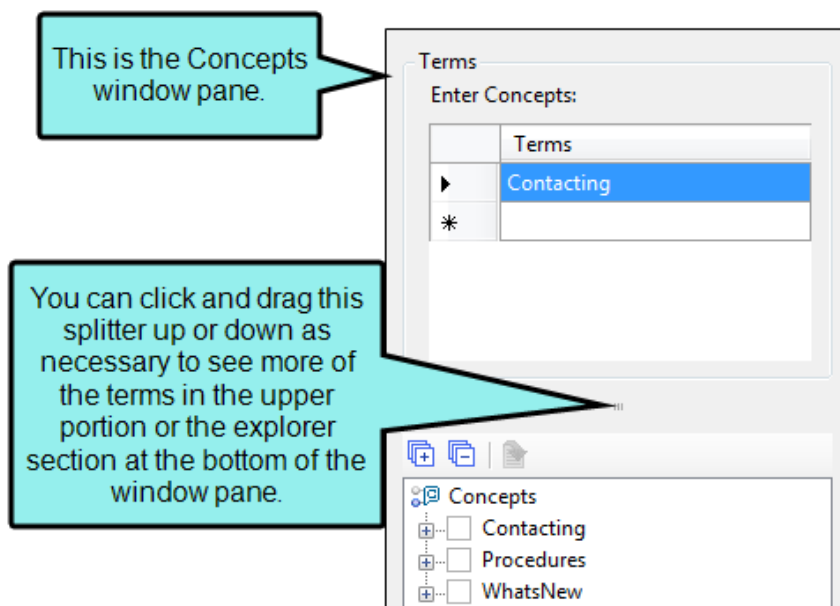 This is the Concepts
window pane.
Terms
Enter Concepts:
Terms
Contacting
You can click and drag this
splitter up or down as
necessary to see more of
the terms in the upper
portion or the explorer
section at the bottom of the
window pane.
Concepts
Contacting
Procedures
WhatsNew